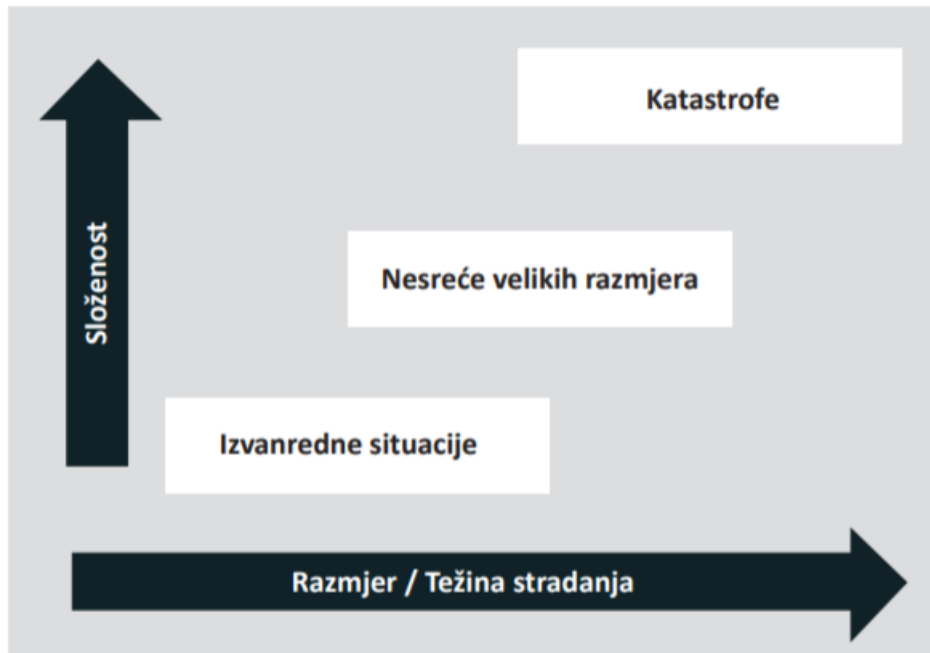 Katastrofe
Nesreće velikih razmjera
Složenost
Izvanredne situacije
Razmjer / Težina stradanja